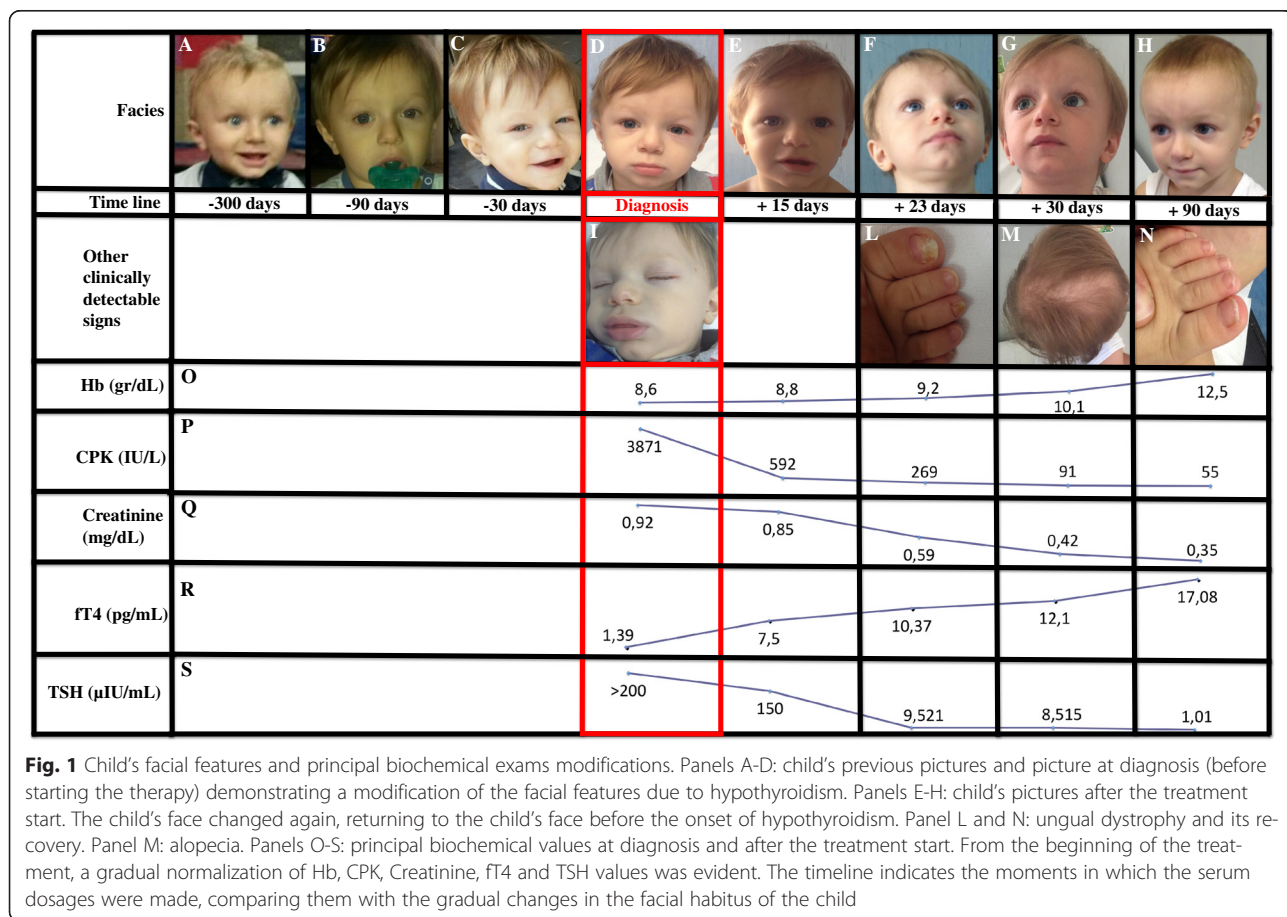 A B C D E F G H
Facies
Time line -300 days -90 days -30 days Diagnosis + 15 days + 23 days + 30 days + 90 days
I L M N
Other
clinically
detectable
signs
Hb (gr/dL) O 8,6 8,8 9,2 10,1 12,5
CPK (IU/L) P 3871 592 269 91 55
Creatinine
(mg/dL) Q 0,92 0,85 0,59 0,42 0,35
fT4 (pg/mL) R 1,39 7,5 10,37 12,1 17,08
TSH (µIU/mL) S >200 150 9,521 8,515 1,01
Fig. 1 Child's facial features and principal biochemical exams modifications. Panels A-D: child's previous pictures and picture at diagnosis (before
starting the therapy) demonstrating a modification of the facial features due to hypothyroidism. Panels E-H: child's pictures after the treatment
start. The child's face changed again, returning to the child's face before the onset of hypothyroidism. Panel L and N: ungual dystrophy and its re-
covery. Panel M: alopecia. Panels O-S: principal biochemical values at diagnosis and after the treatment start. From the beginning of the treat-
ment, a gradual normalization of Hb, CPK, Creatinine, fT4 and TSH values was evident. The timeline indicates the moments in which the serum
dosages were made, comparing them with the gradual changes in the facial habitus of the child